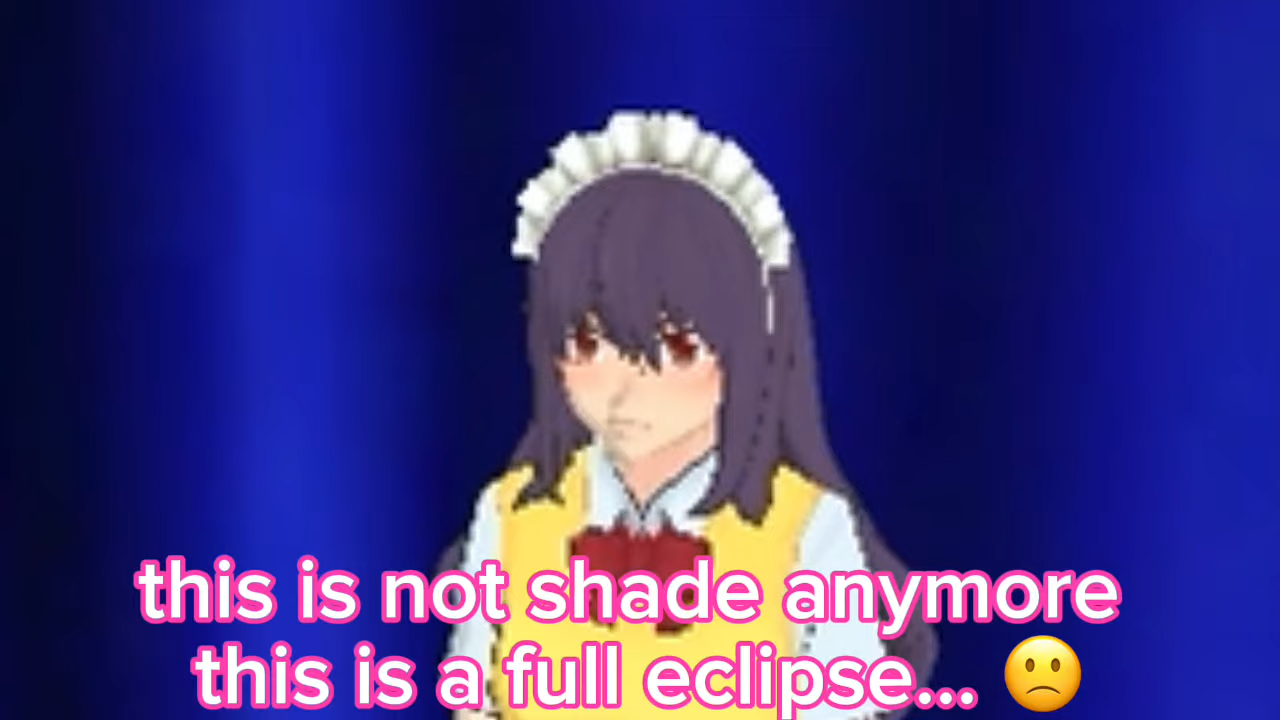 this is not shade anymore
this is a full eclipse... 🙁